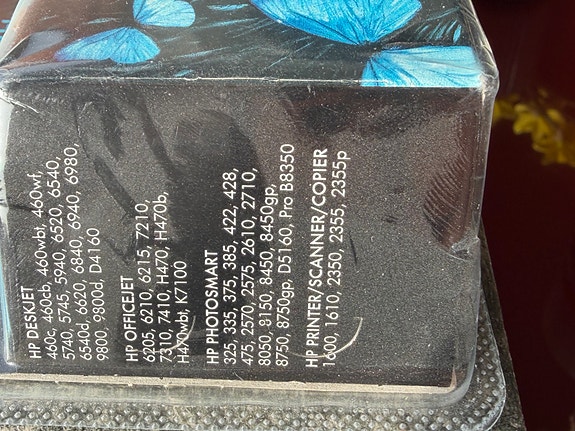 HP DESKJET
460c, 460cb, 460wbt, 460wf,
5740, 5745, 5940, 6520, 6540,
6540d, 6620, 6840, 6940, 6980,
9800, 9800d, D4160
HP OFFICEJET
6205, 6210, 6215, 7210,
7310, 7410, H470, H470b,
H470wbt, K7100
HP PHOTOSMART
325, 335, 375, 385, 422, 428,
475, 2570, 2575, 2610, 2710,
8050, 8150, 8450, 8450gp,
8750, 8750gp, D5160, Pro B8350
HP PRINTER/SCANNER/COPIER
1600, 1610, 2350, 2355, 2355p